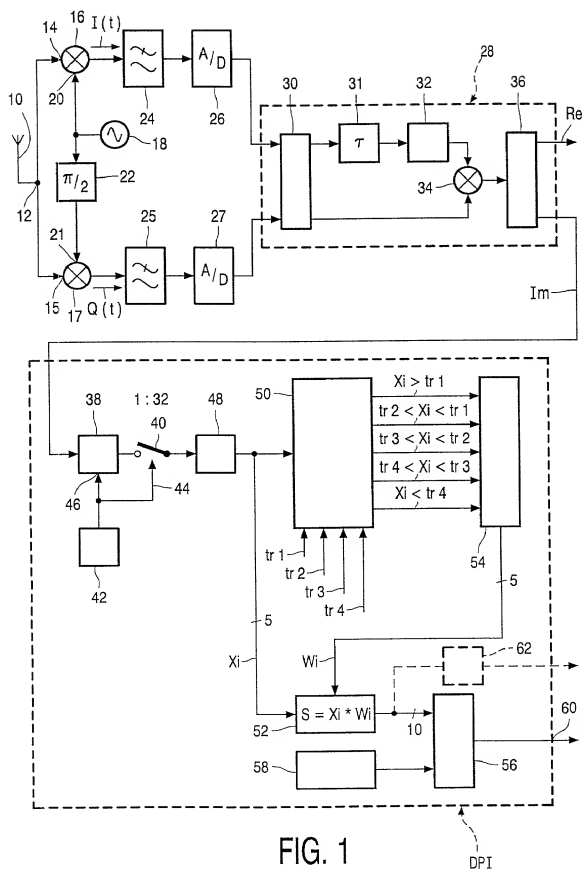 16 I(t)
14
20
24
A/D
26
28
10
18
π/2 22
12
30 31 32 36
τ
34
Re
21
15 17
Q(t)
25
27
A/D
Im
38
1 : 32
40
48
50
46
44
42
Xi > tr 1
tr 2 < Xi < tr 1
tr 3 < Xi < tr 2
tr 4 < Xi < tr 3
Xi < tr 4
54
tr 1
tr 2
tr 3
tr 4
5
5
Xi
Wi
62
S = Xi * Wi
52
10
60
58
56
FIG. 1
DPI